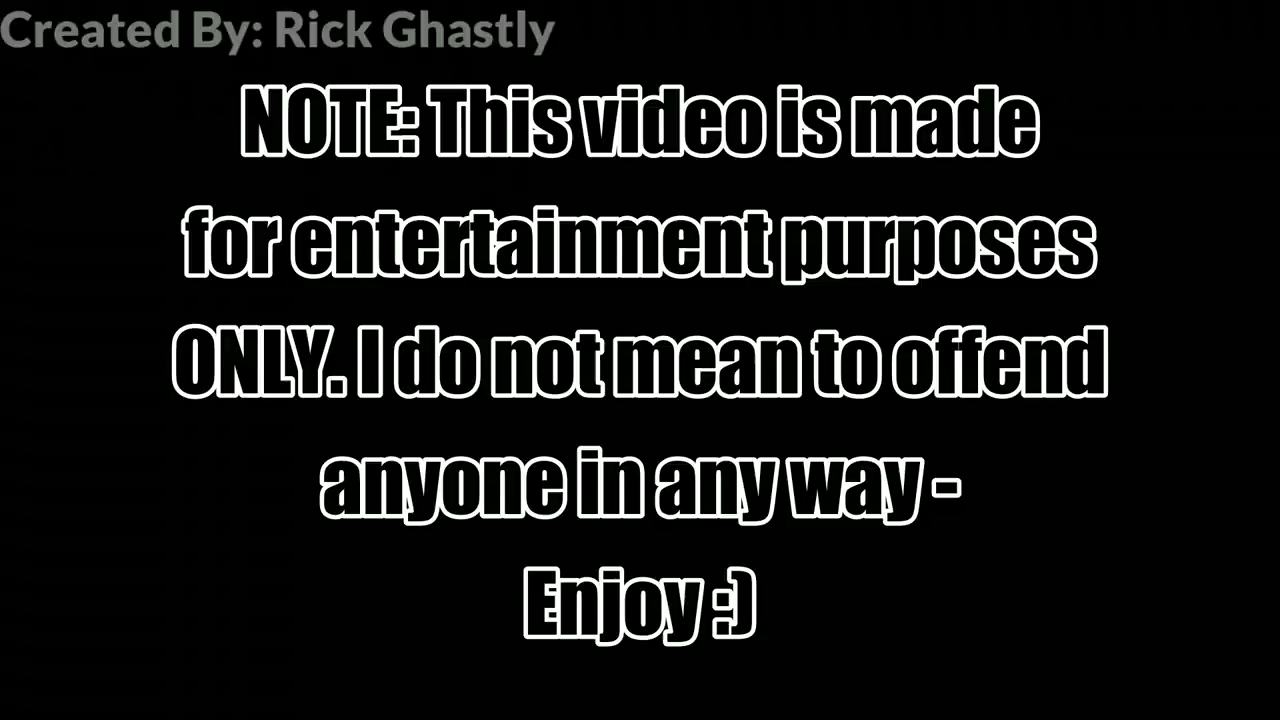 Created By: Rick Ghastly
NOTE: This video is made
for entertainment purposes
ONLY. I do not mean to offend
anyone in any way -
Enjoy :)